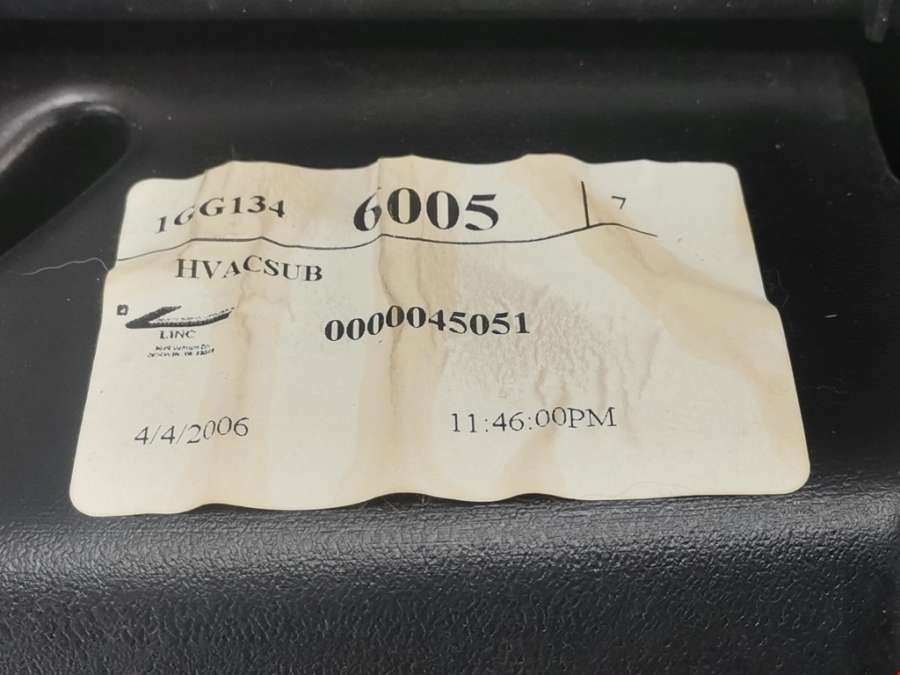 1GG134 6005 7
HVACSUB
LINC
0000045051
4/4/2006 11:46:00PM